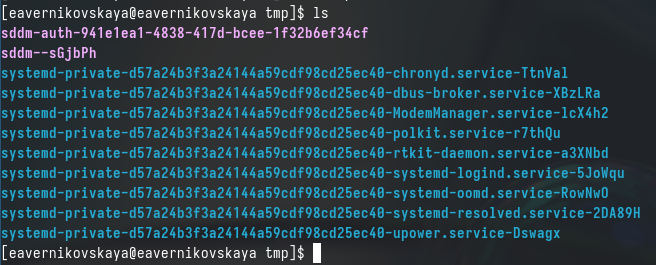 [eavernikovskaya@eavernikovskaya tmp]$ ls
sddm-auth-941e1ea1-4838-417d-bcee-1f32b6ef34cf
sddm--sGjbPh
systemd-private-d57a24b3f3a24144a59cdf98cd25ec40-chronyd.service-TtnVal
systemd-private-d57a24b3f3a24144a59cdf98cd25ec40-dbus-broker.service-XBzLRa
systemd-private-d57a24b3f3a24144a59cdf98cd25ec40-ModemManager.service-lcX4h2
systemd-private-d57a24b3f3a24144a59cdf98cd25ec40-polkit.service-r7thQu
systemd-private-d57a24b3f3a24144a59cdf98cd25ec40-rtkit-daemon.service-a3XNbd
systemd-private-d57a24b3f3a24144a59cdf98cd25ec40-systemd-logind.service-5JoWqu
systemd-private-d57a24b3f3a24144a59cdf98cd25ec40-systemd-oomd.service-RowNwO
systemd-private-d57a24b3f3a24144a59cdf98cd25ec40-systemd-resolved.service-2DA89H
systemd-private-d57a24b3f3a24144a59cdf98cd25ec40-upower.service-Dswagx
[eavernikovskaya@eavernikovskaya tmp]$